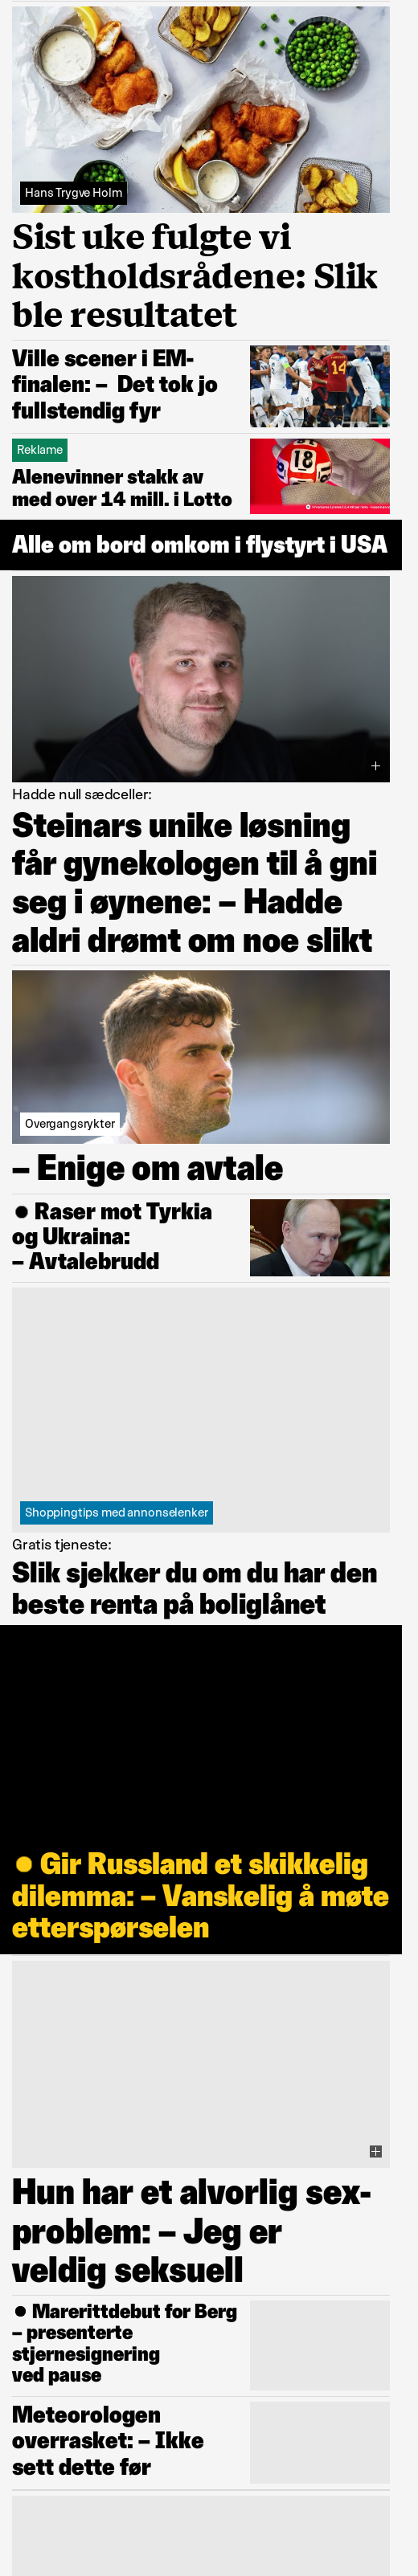 Hans Trygve Holm
Sist uke fulgte vi
kostholdsrådene: Slik
ble resultatet
Ville scener i EM-
finalen: – Det tok jo
fullstendig fyr
14
Reklame
Alenevinner stakk av
med over 14 mill. i Lotto
18
Alle om bord omkom i flystyrt i USA
Hadde null sædceller:
Steinars unike løsning
får gynekologen til å gni
seg i øynene: – Hadde
aldri drømt om noe slikt
Overgangsrykter
– Enige om avtale
Raser mot Tyrkia
og Ukraina:
– Avtalebrudd
Shoppingtips med annonselenker
Gratis tjeneste:
Slik sjekker du om du har den
beste renta på boliglånet
Gir Russland et skikkelig
dilemma: – Vanskelig å møte
etterspørselen
Hun har et alvorlig sex-
problem: – Jeg er
veldig seksuell
Marerittdebut for Berg
– presenterte
stjernesignering
ved pause
Meteorologen
overrasket: – Ikke
sett dette før